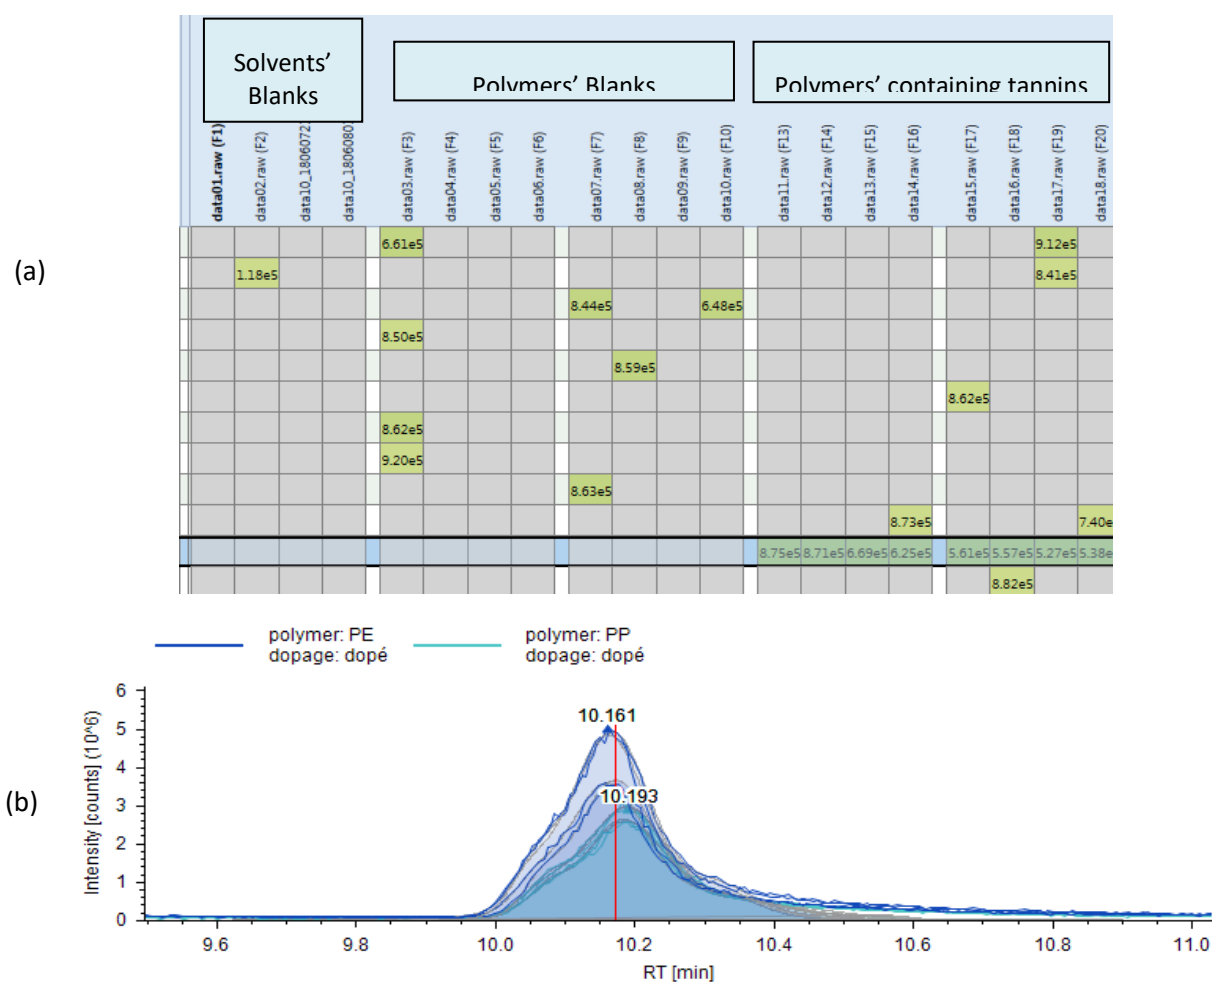 Solvents’
Blanks
Polymers’ Blanks
Polymers’ containing tannins
data01.raw (F1)
data02.raw (F2)
data10_1806072
data10_1806080
data03.raw (F3)
data04.raw (F4)
data05.raw (F5)
data06.raw (F6)
data07.raw (F7)
data08.raw (F8)
data09.raw (F9)
data10.raw (F10)
data11.raw (F13)
data12.raw (F14)
data13.raw (F15)
data14.raw (F16)
data15.raw (F17)
data16.raw (F18)
data17.raw (F19)
data18.raw (F20)
(a)
6.61e5 9.12e5
1.18e5 8.41e5
8.44e5 6.48e5
8.50e5
8.59e5
8.62e5
8.62e5
9.20e5
8.63e5
8.73e5 7.40e
8.75e5 8.71e5 6.69e5 6.25e5 5.61e5 5.57e5 5.27e5 5.38e
8.82e5
polymer: PE
dopage: dopé
polymer: PP
dopage: dopé
(b)
Intensity [counts] (10^6)
6
5
4
3
2
1
0
10.161
10.193
9.6 9.8 10.0 10.2 10.4 10.6 10.8 11.0
RT [min]